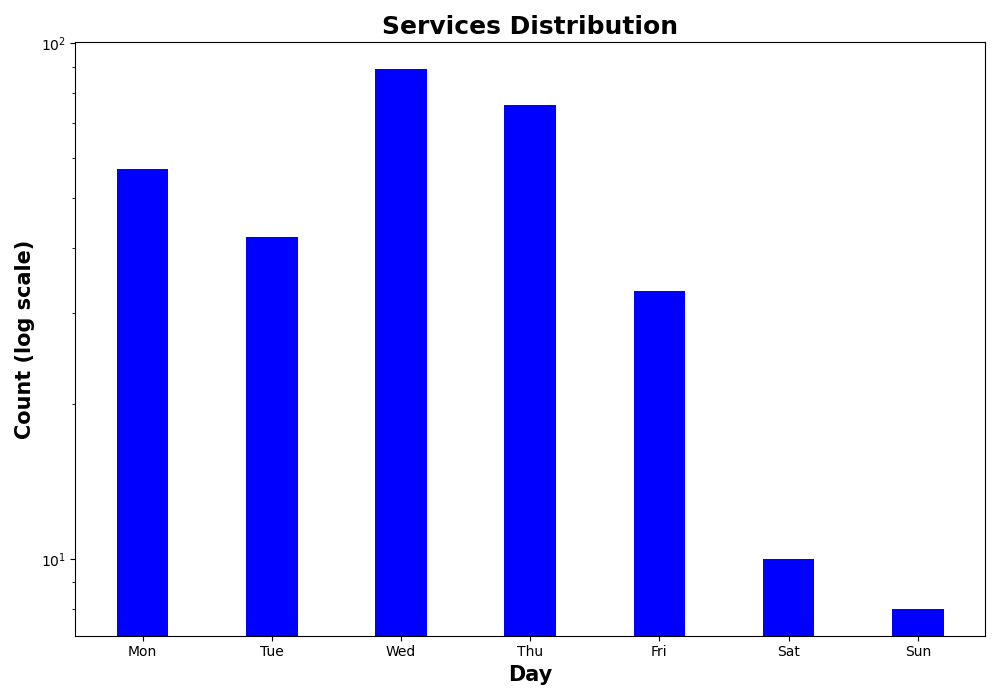 Services Distribution
Count (log scale)
10²
10¹
Mon Tue Wed Thu Fri Sat Sun
Day